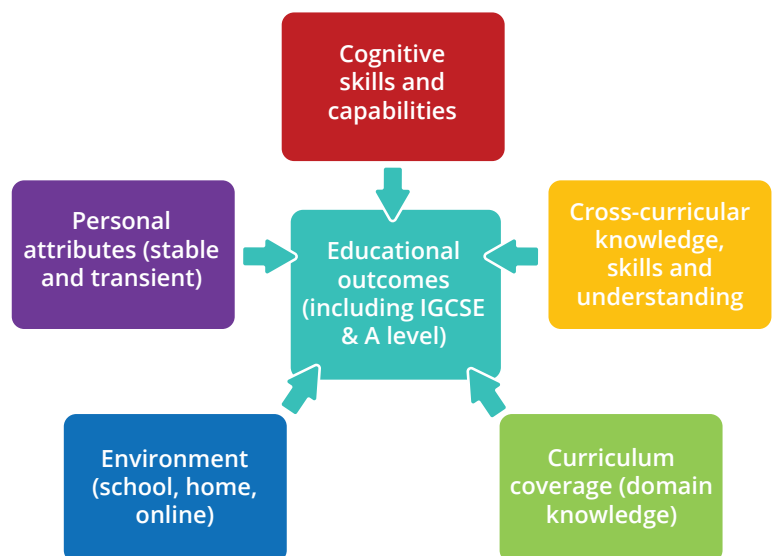 Cognitive
skills and
capabilities
Personal
attributes (stable
and transient)
Educational
outcomes
(including IGCSE
& A level)
Cross-curricular
knowledge,
skills and
understanding
Environment
(school, home,
online)
Curriculum
coverage (domain
knowledge)